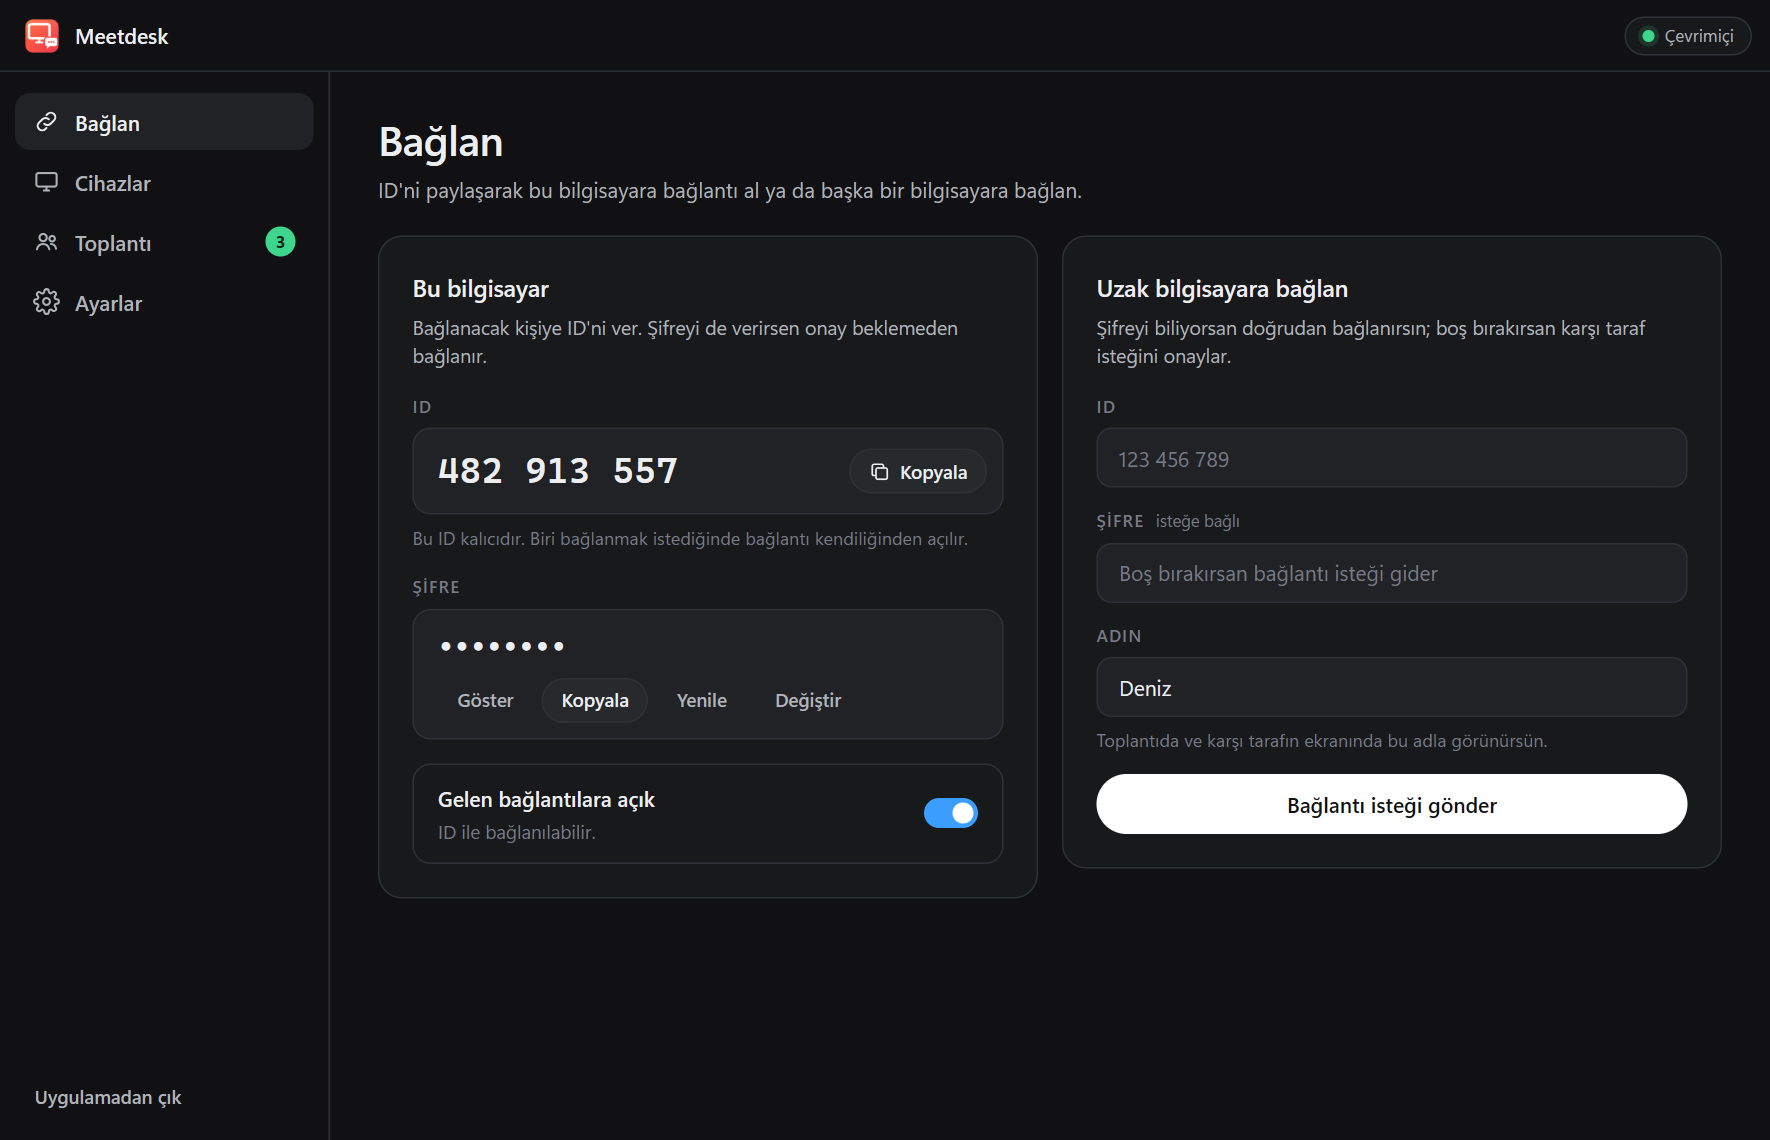 Meetdesk
Çevrimiçi
Bağlan
Cihazlar
Toplantı
3
Ayarlar
Uygulamadan çık
Bağlan
ID'ni paylaşarak bu bilgisayara bağlantı al ya da başka bir bilgisayara bağlan.
Bu bilgisayar
Bağlanacak kişiye ID'ni ver. Şifreyi de verirsen onay beklemeden
bağlanır.
ID
482 913 557
Kopyala
Bu ID kalıcıdır. Biri bağlanmak istediğinde bağlantı kendiliğinden açılır.
ŞİFRE
••••••••
Göster
Kopyala
Yenile
Değiştir
Gelen bağlantılara açık
ID ile bağlanılabilir.
Uzak bilgisayara bağlan
Şifreyi biliyorsan doğrudan bağlanırsın; boş bırakırsan karşı taraf
isteğini onaylar.
ID
123 456 789
ŞİFRE isteğe bağlı
Boş bırakırsan bağlantı isteği gider
ADIN
Deniz
Toplantıda ve karşı tarafın ekranında bu adla görünürsün.
Bağlantı isteği gönder